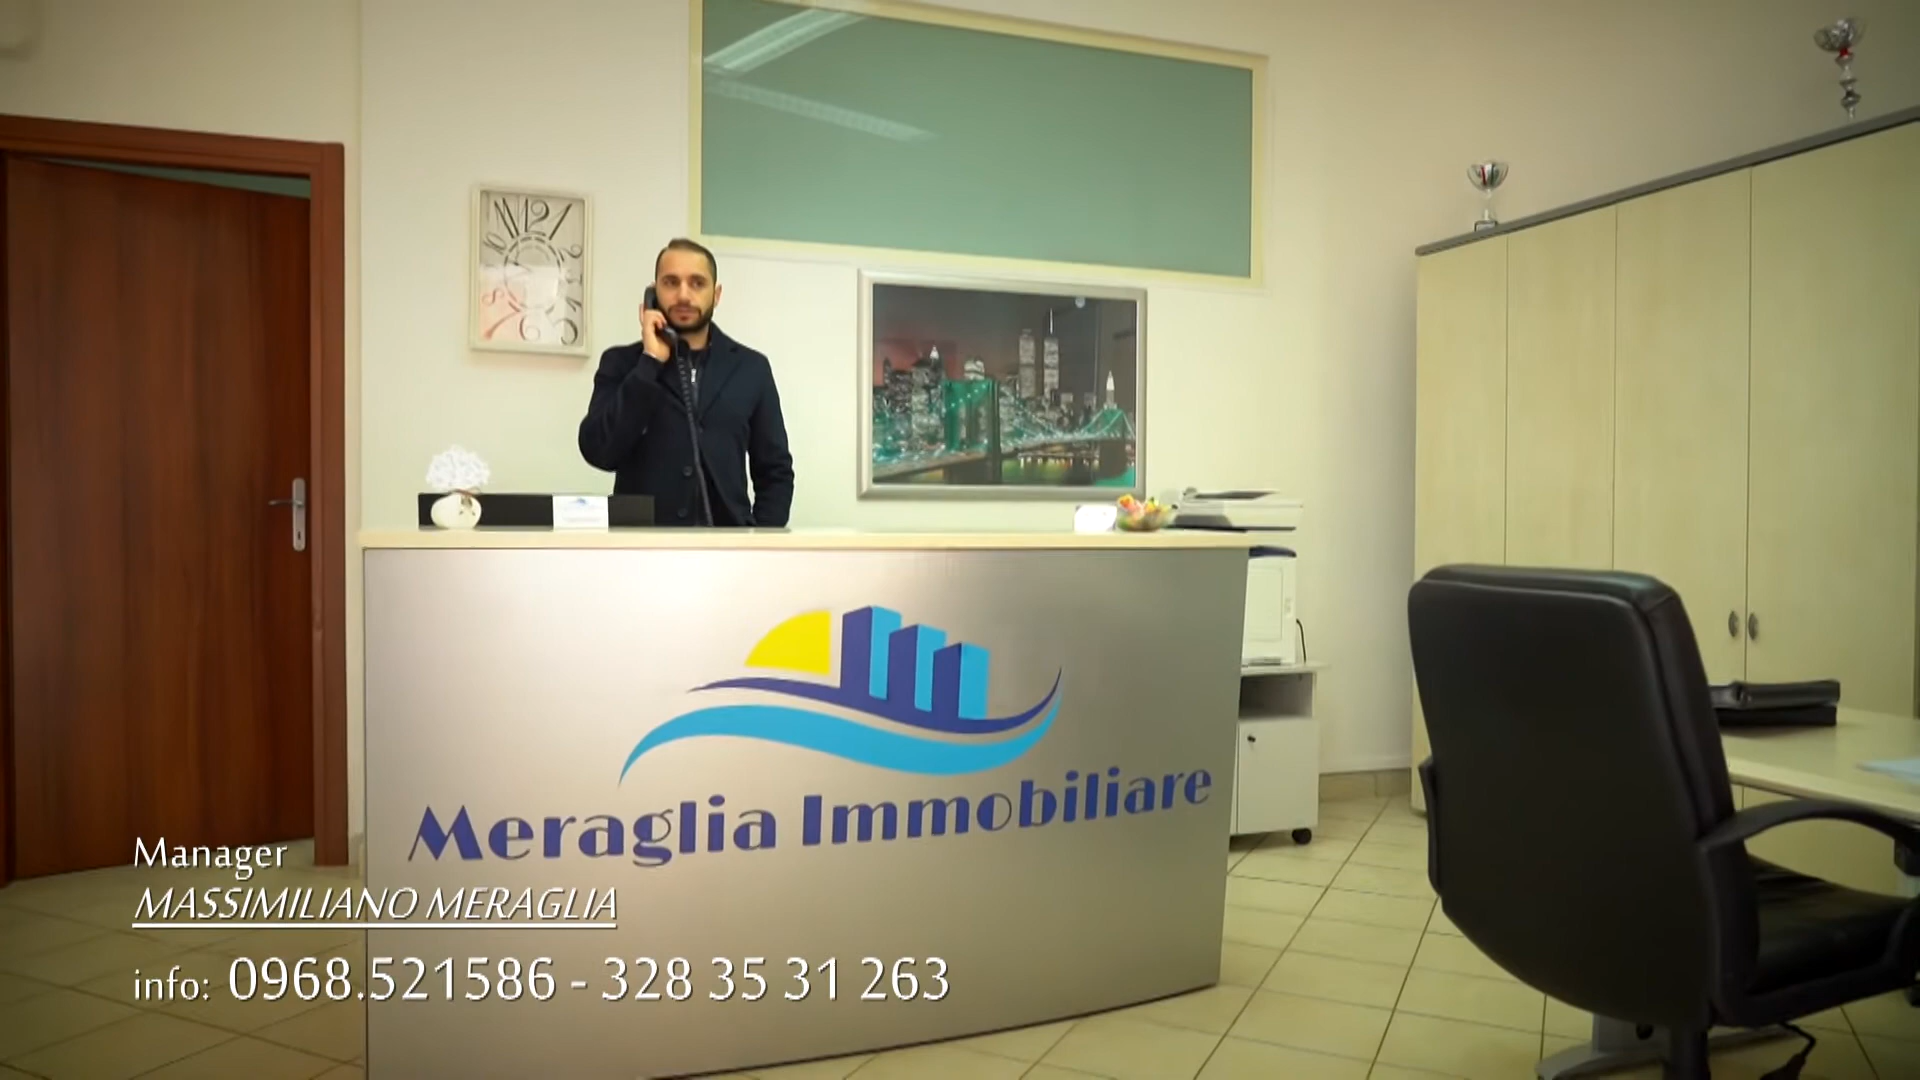 Meraglia Immobiliare
Manager
MASSIMILIANO MERAGLIA
info: 0968.521586 - 328 35 31 263